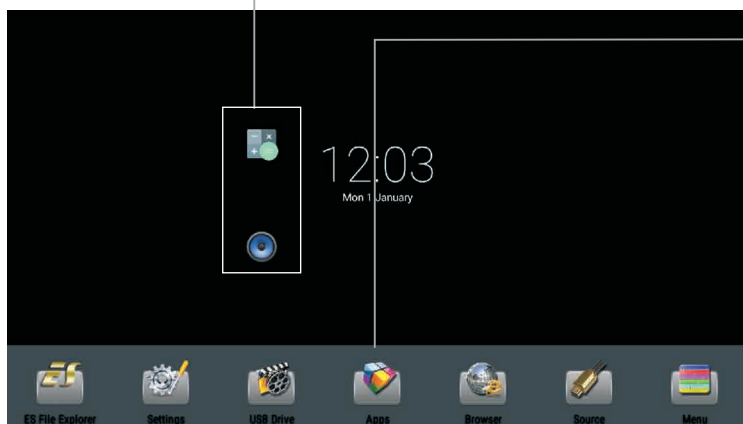 12:03
Mon 1 January
ES File Explorer
Settings
USB Drive
Apps
Browser
Source
Menu